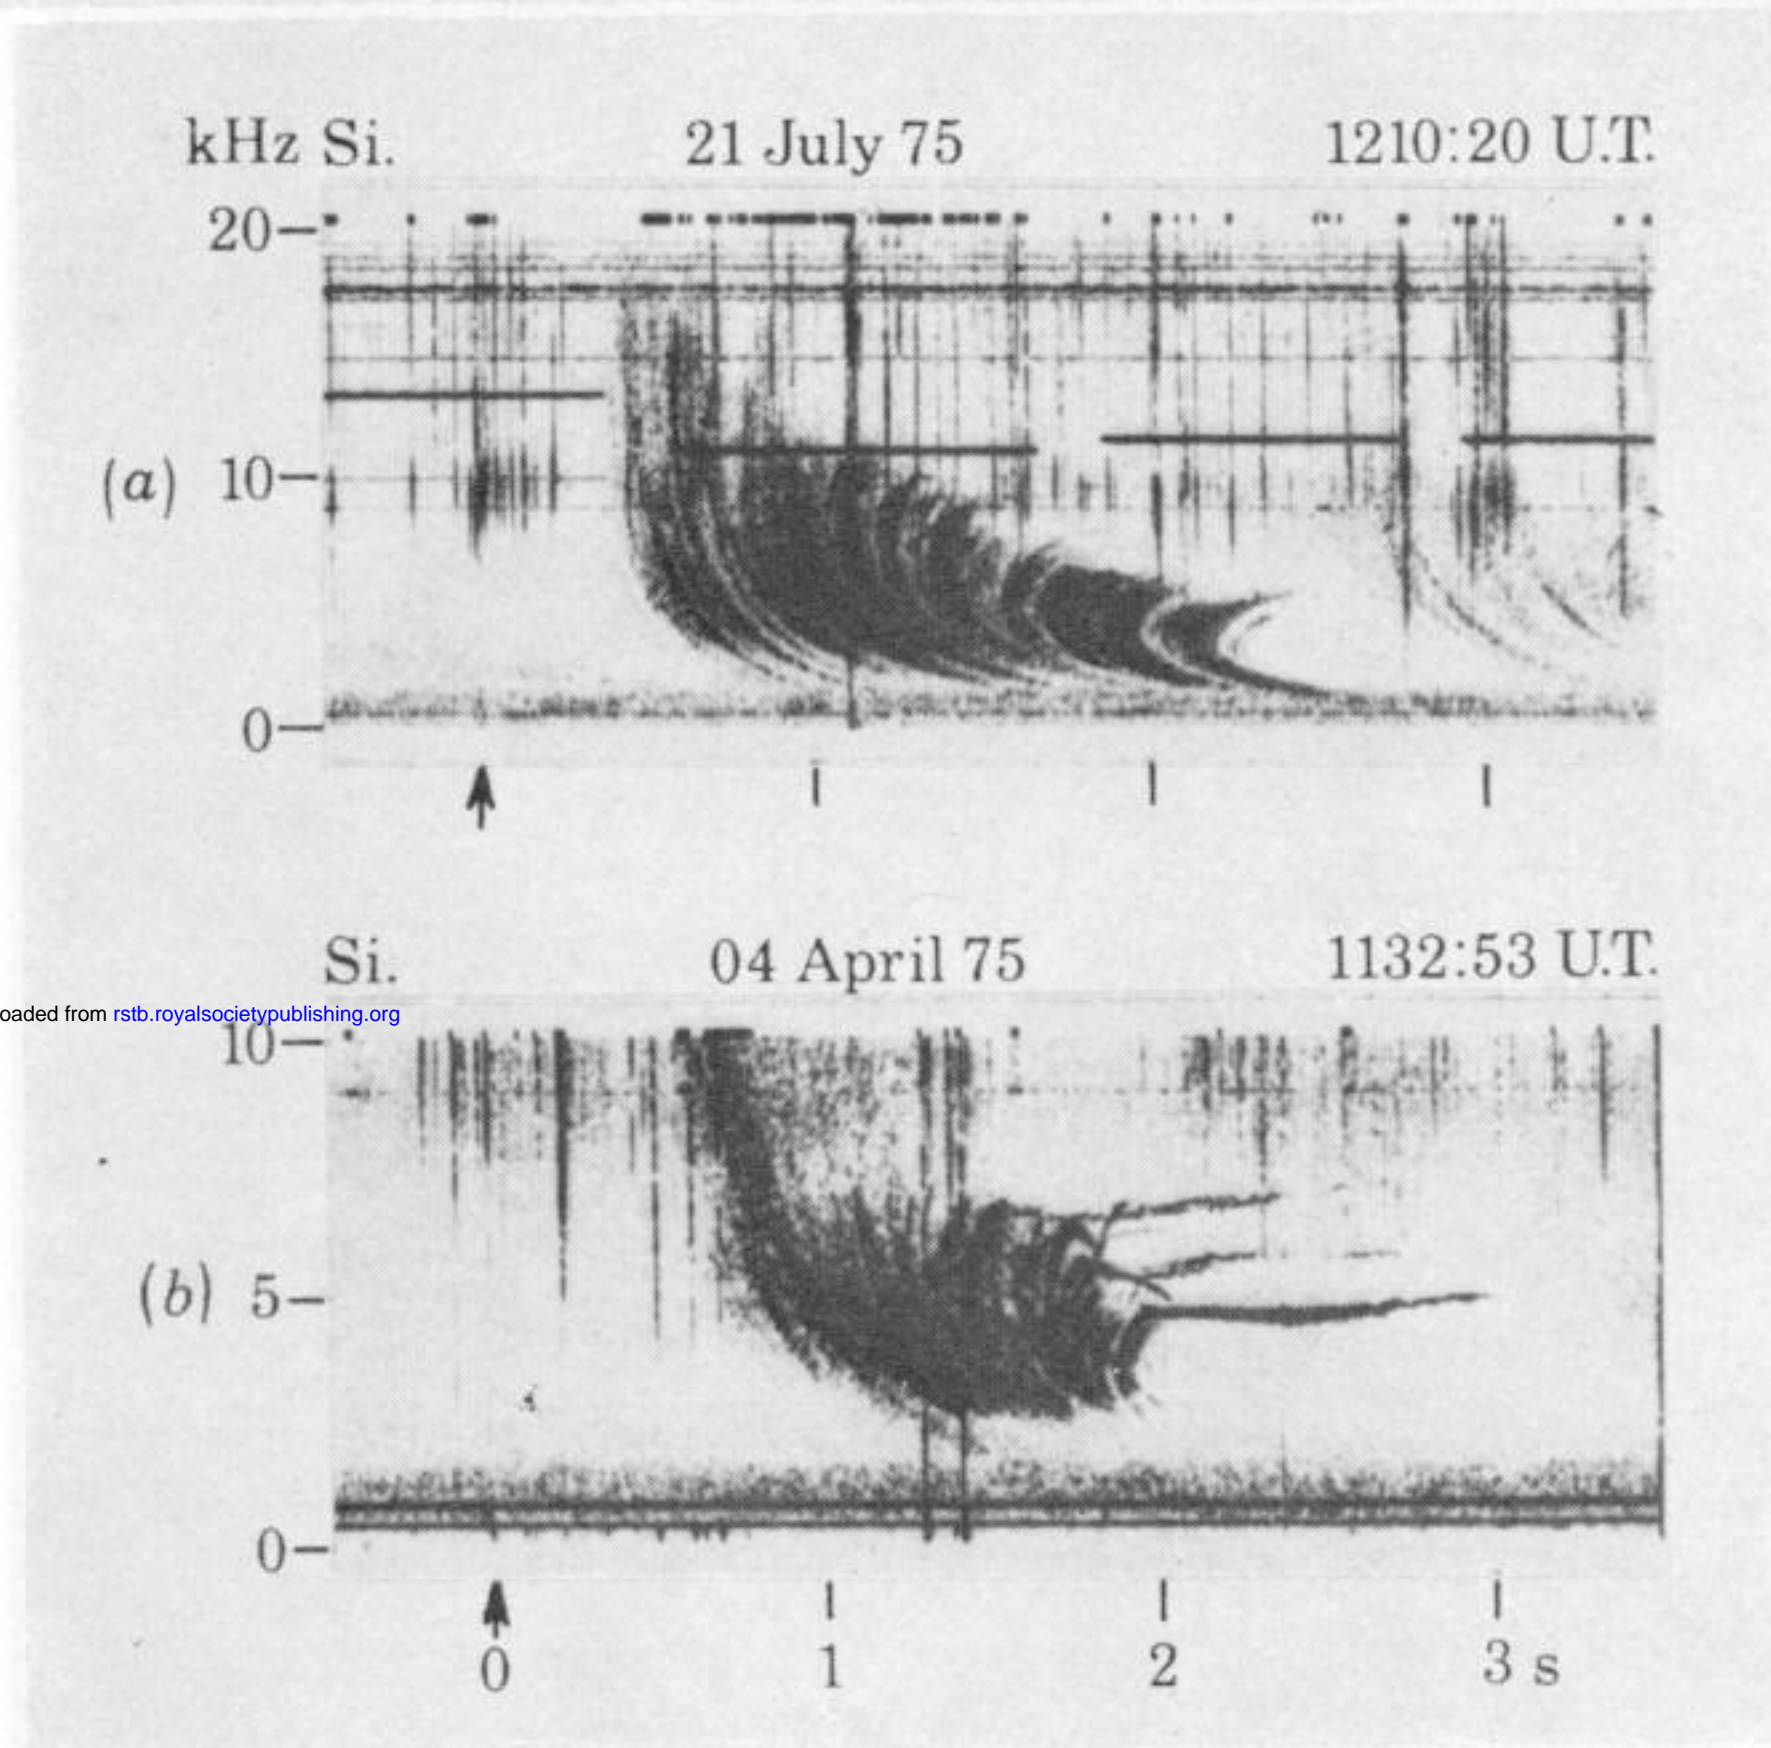 kHz Si. 21 July 75 1210:20 U.T.
20
(a) 10
0
Si. 04 April 75 1132:53 U.T.
oaded from rstb.royalsocietypublishing.org
10
(b) 5
0
0 1 2 3 s